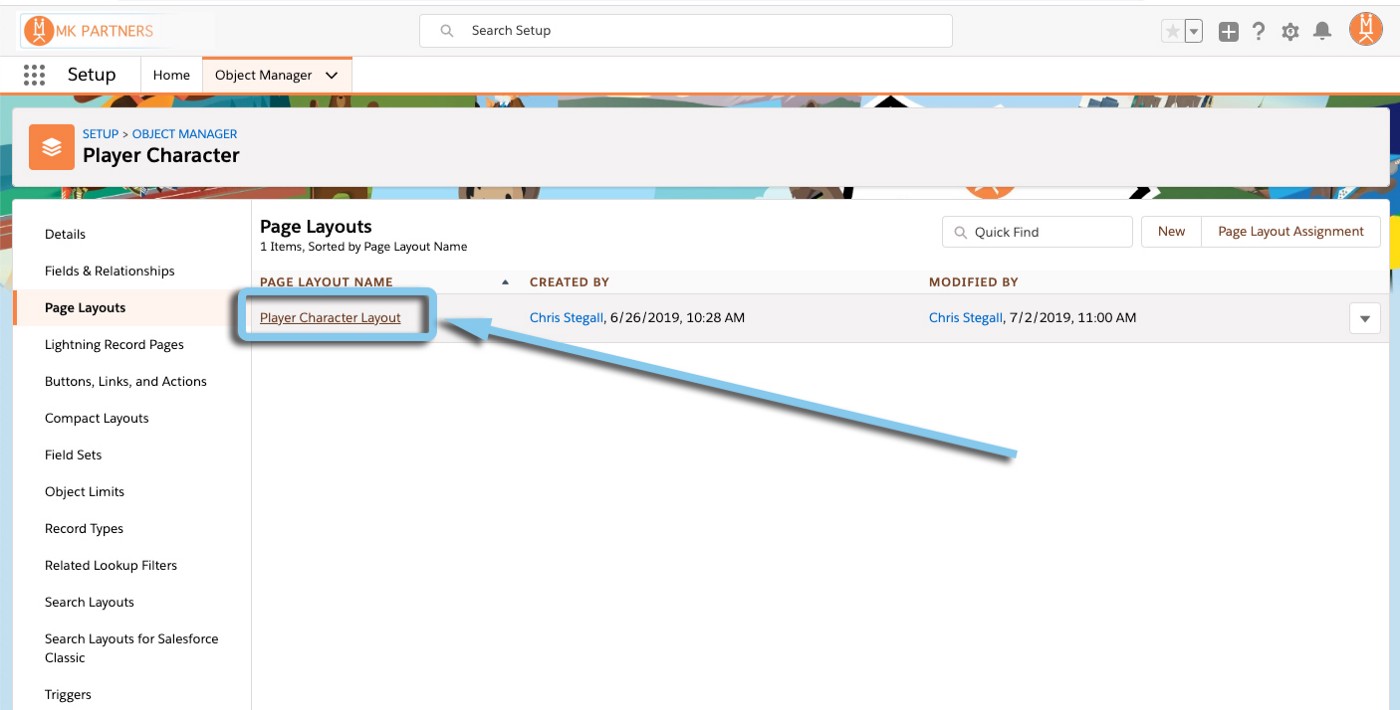 MK PARTNERS
Search Setup
Setup
Home
Object Manager
SETUP > OBJECT MANAGER
Player Character
Details
Fields & Relationships
Page Layouts
Lightning Record Pages
Buttons, Links, and Actions
Compact Layouts
Field Sets
Object Limits
Record Types
Related Lookup Filters
Search Layouts
Search Layouts for Salesforce
Classic
Triggers
Page Layouts
1 Items, Sorted by Page Layout Name
Quick Find
New
Page Layout Assignment
PAGE LAYOUT NAME
CREATED BY
MODIFIED BY
Player Character Layout
Chris Stegall, 6/26/2019, 10:28 AM
Chris Stegall, 7/2/2019, 11:00 AM